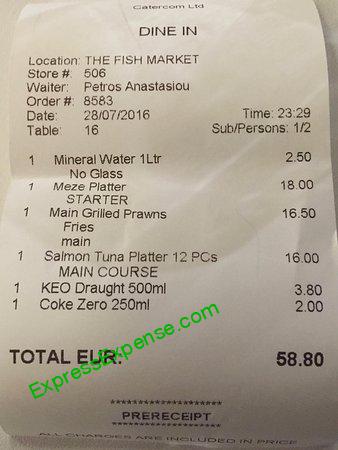 Catercom Ltd
DINE IN
Location: THE FISH MARKET
Store #: 506
Waiter: Petros Anastasiou
Order #: 8583
Date: 28/07/2016 Time: 23:29
Table: 16 Sub/Persons: 1/2
1 Mineral Water 1Ltr 2.50
No Glass
1 Meze Platter 18.00
STARTER
1 Main Grilled Prawns 16.50
Fries
main
1 Salmon Tuna Platter 12 PCs 16.00
MAIN COURSE
1 KEO Draught 500ml 3.80
1 Coke Zero 250ml 2.00
ExpressExpense.com
TOTAL EUR: 58.80
********************
PRERECEIPT
********************
ALL CHARGES ARE INCLUDED IN PRICE